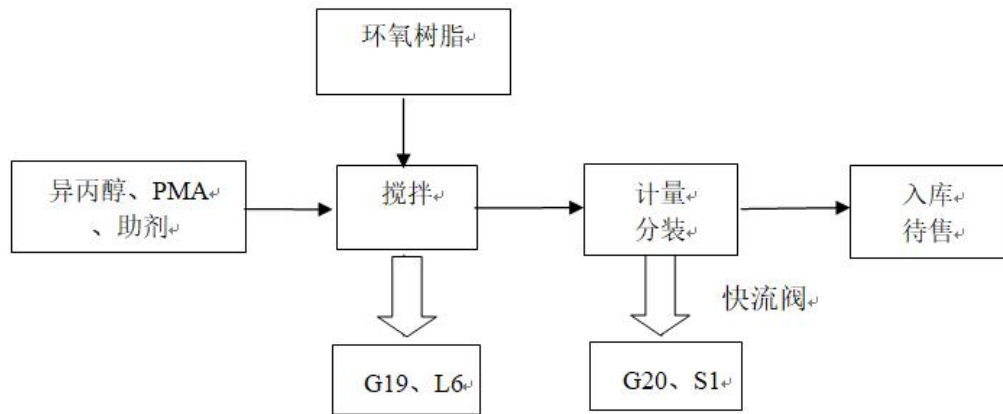 环氧树脂
异丙醇、PMA
、助剂
搅拌
计量
分装
入库
待售
快流阀
G19、L6
G20、S1